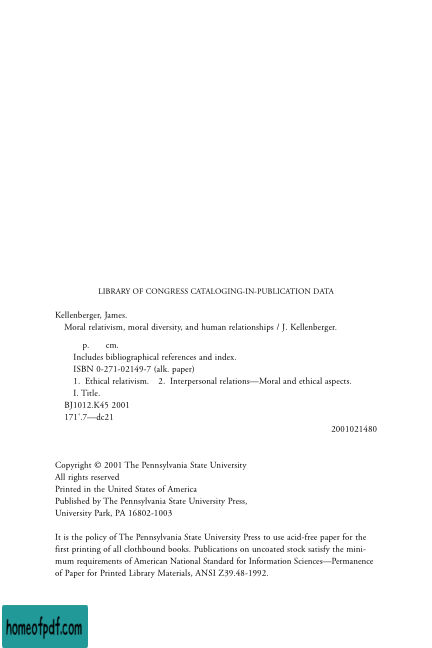 LIBRARY OF CONGRESS CATALOGING-IN-PUBLICATION DATA
Kellenberger, James.
Moral relativism, moral diversity, and human relationships / J. Kellenberger.
p. cm.
Includes bibliographical references and index.
ISBN 0-271-02149-7 (alk. paper)
1. Ethical relativism. 2. Interpersonal relations—Moral and ethical aspects.
I. Title.
BJ1012.K45 2001
171'.7—dc21
2001021480
Copyright © 2001 The Pennsylvania State University
All rights reserved
Printed in the United States of America
Published by The Pennsylvania State University Press,
University Park, PA 16802-1003
It is the policy of The Pennsylvania State University Press to use acid-free paper for the
first printing of all clothbound books. Publications on uncoated stock satisfy the mini-
mum requirements of American National Standard for Information Sciences—Permanence
of Paper for Printed Library Materials, ANSI Z39.48-1992.
homeofpdf.com